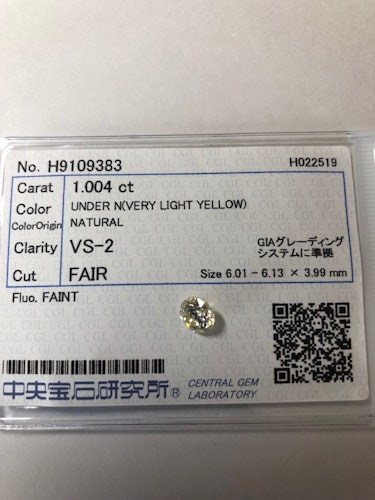 No. H9109383 H022519
Carat 1.004 ct
Color UNDER N(VERY LIGHT YELLOW)
ColorOrigin NATURAL
Clarity VS-2 GIAグレーディング
システムに準拠
Cut FAIR Size 6.01 - 6.13 × 3.99 mm
Fluo. FAINT
中央宝石研究所® CENTRAL GEM
LABORATORY